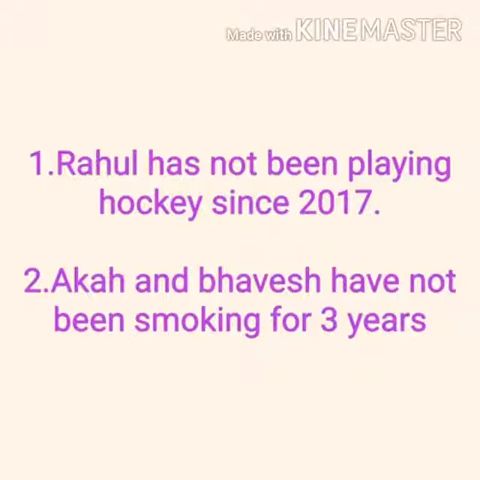 Made with KINEMASTER
1.Rahul has not been playing
hockey since 2017.
2.Akah and bhavesh have not
been smoking for 3 years